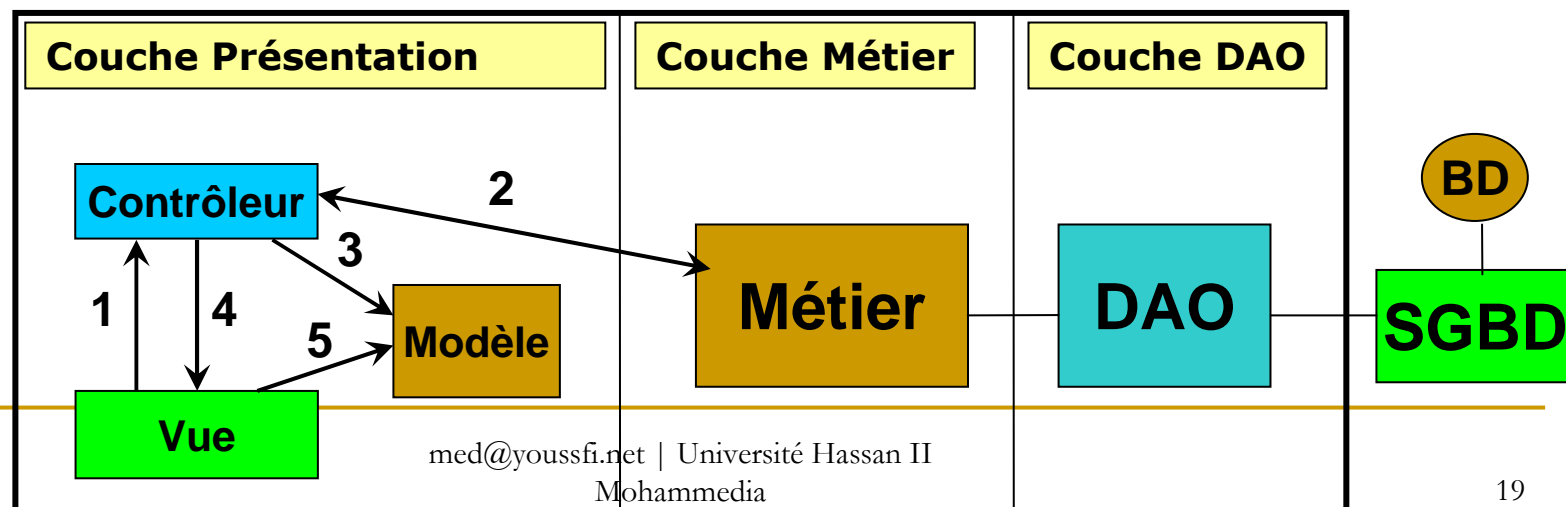 Couche Présentation
Couche Métier
Couche DAO
BD
Contrôleur
2
3
1
4
5
Modèle
Métier
DAO
SGBD
Vue
med@youssfi.net | Université Hassan II
Mohammedia
19